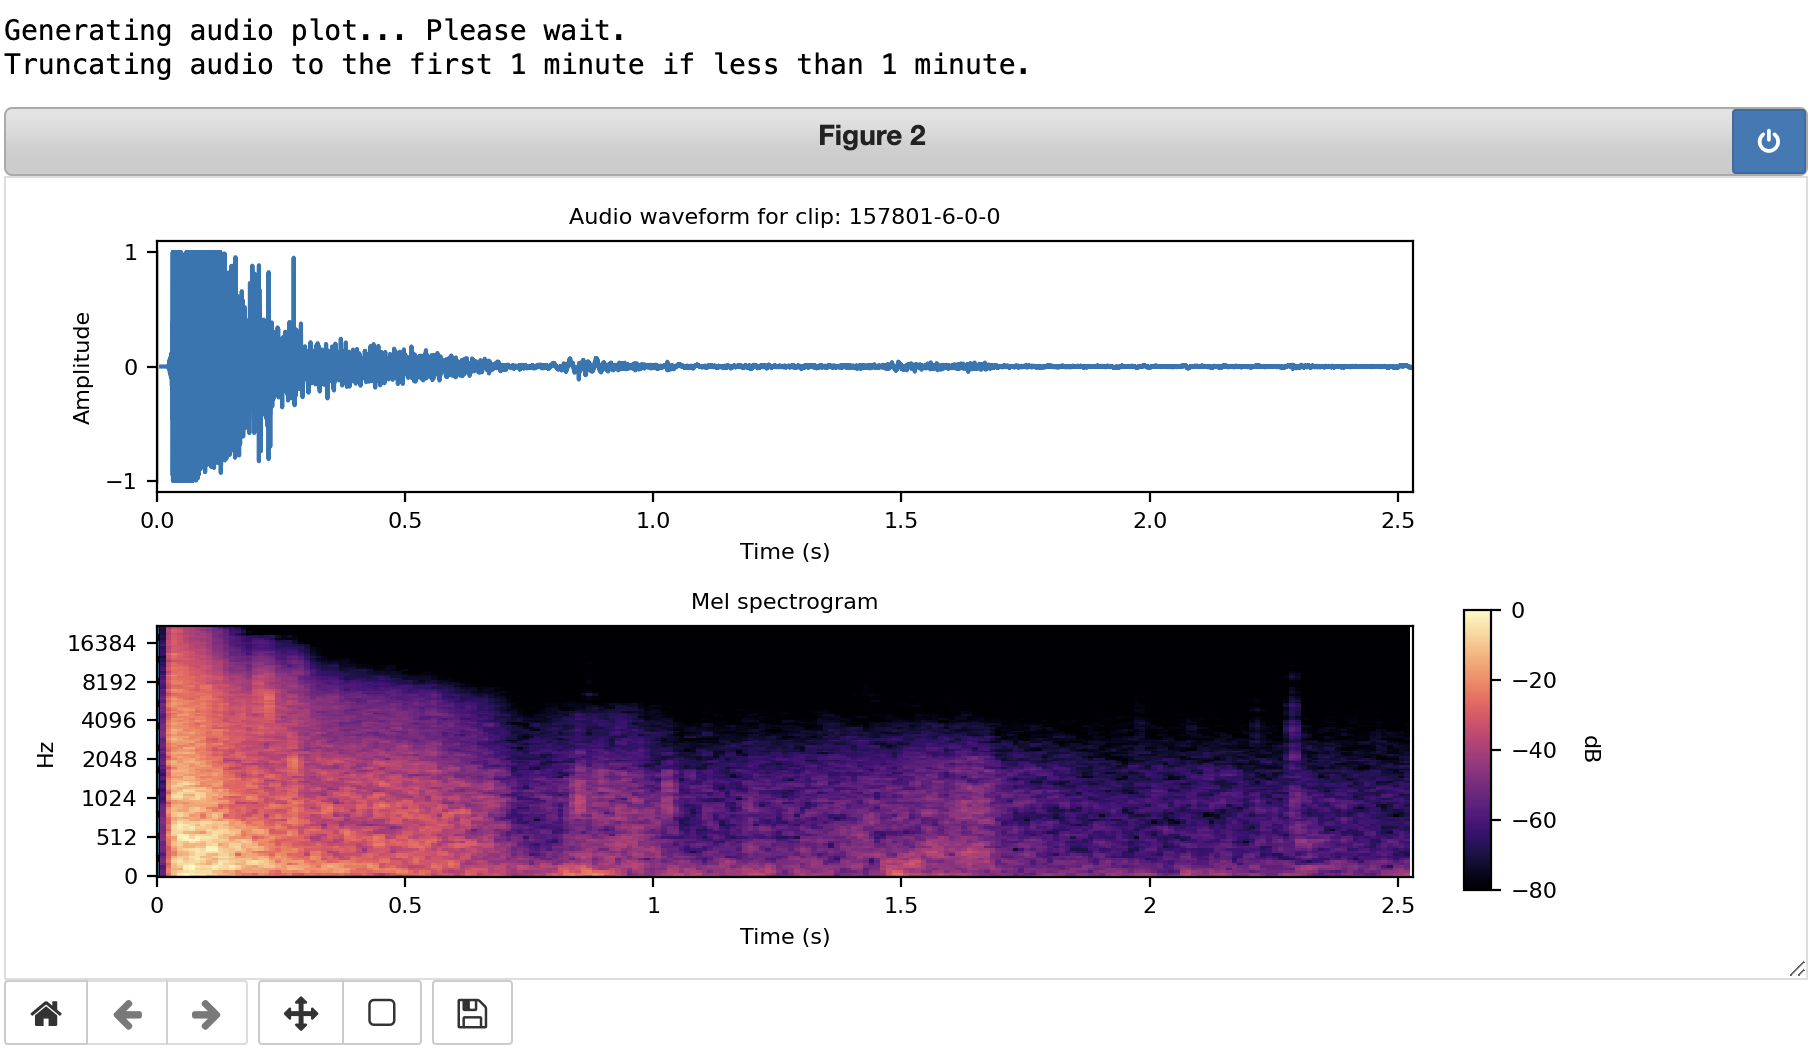 Generating audio plot... Please wait.
Truncating audio to the first 1 minute if less than 1 minute.
Figure 2
Audio waveform for clip: 157801-6-0-0
1
0
−1
Amplitude
0.0 0.5 1.0 1.5 2.0 2.5
Time (s)
Mel spectrogram
16384
8192
4096
2048
1024
512
0
Hz
0 0.5 1 1.5 2 2.5
Time (s)
0
−20
−40
−60
−80
dB